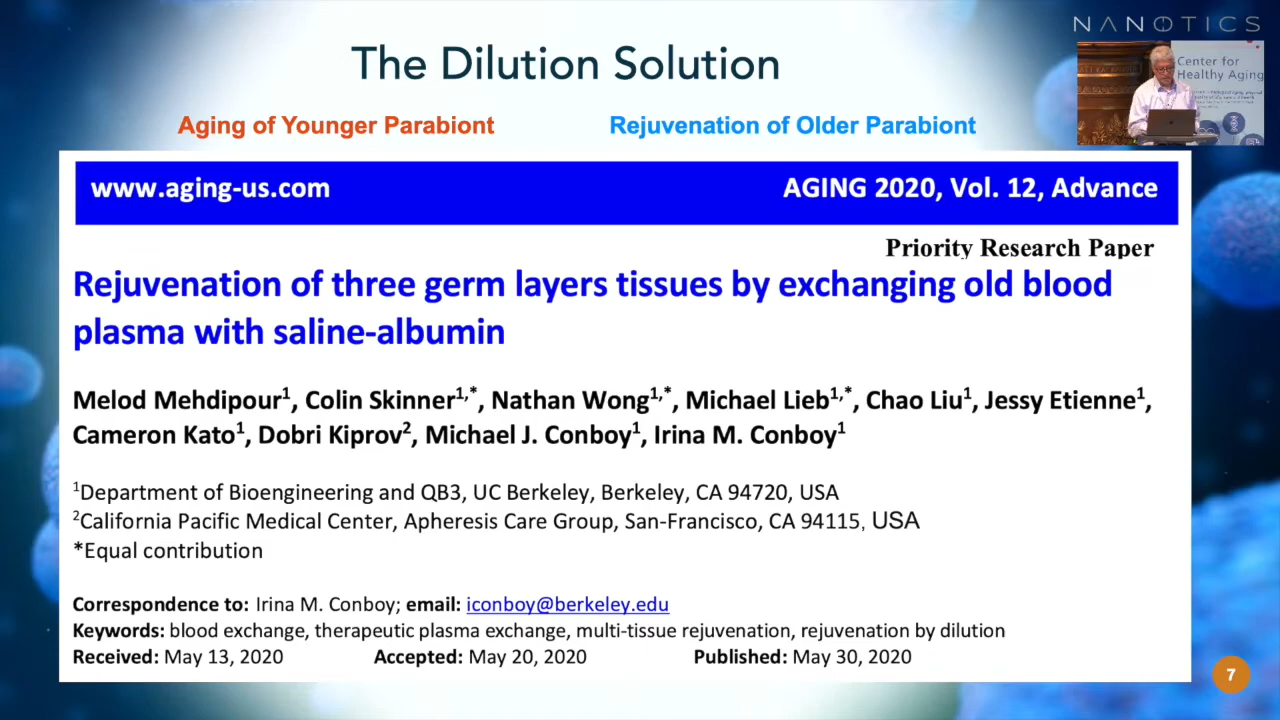 NANOTICS
The Dilution Solution
Center for
Healthy Aging
Aging of Younger Parabiont
Rejuvenation of Older Parabiont
www.aging-us.com
AGING 2020, Vol. 12, Advance
Priority Research Paper
Rejuvenation of three germ layers tissues by exchanging old blood
plasma with saline-albumin
Melod Mehdipour1, Colin Skinner1,*, Nathan Wong1,*, Michael Lieb1,*, Chao Liu1, Jessy Etienne1,
Cameron Kato1, Dobri Kiprov2, Michael J. Conboy1, Irina M. Conboy1
1Department of Bioengineering and QB3, UC Berkeley, Berkeley, CA 94720, USA
2California Pacific Medical Center, Apheresis Care Group, San-Francisco, CA 94115, USA
*Equal contribution
Correspondence to: Irina M. Conboy; email: iconboy@berkeley.edu
Keywords: blood exchange, therapeutic plasma exchange, multi-tissue rejuvenation, rejuvenation by dilution
Received: May 13, 2020 Accepted: May 20, 2020 Published: May 30, 2020
7